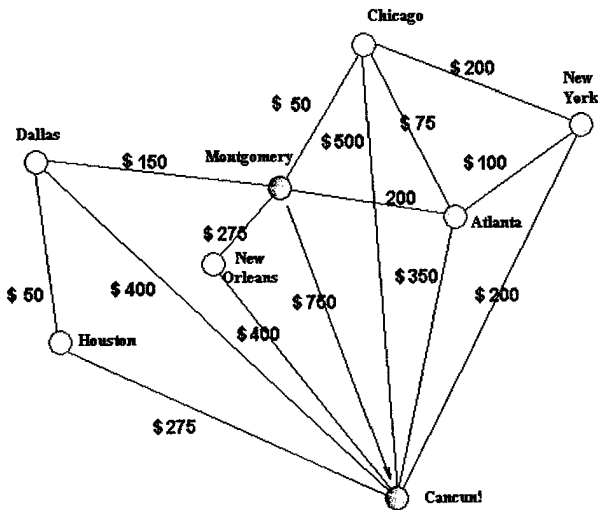 Chicago
$ 200
New
York
$ 50
$ 75
Dallas
$500
Montgomery
$ 150
$ 100
200
Atlanta
$ 275
New
Orleans
$ 350
$ 50
$ 400
$ 750
$ 200
$ 400
Houston
$ 275
Cancun!